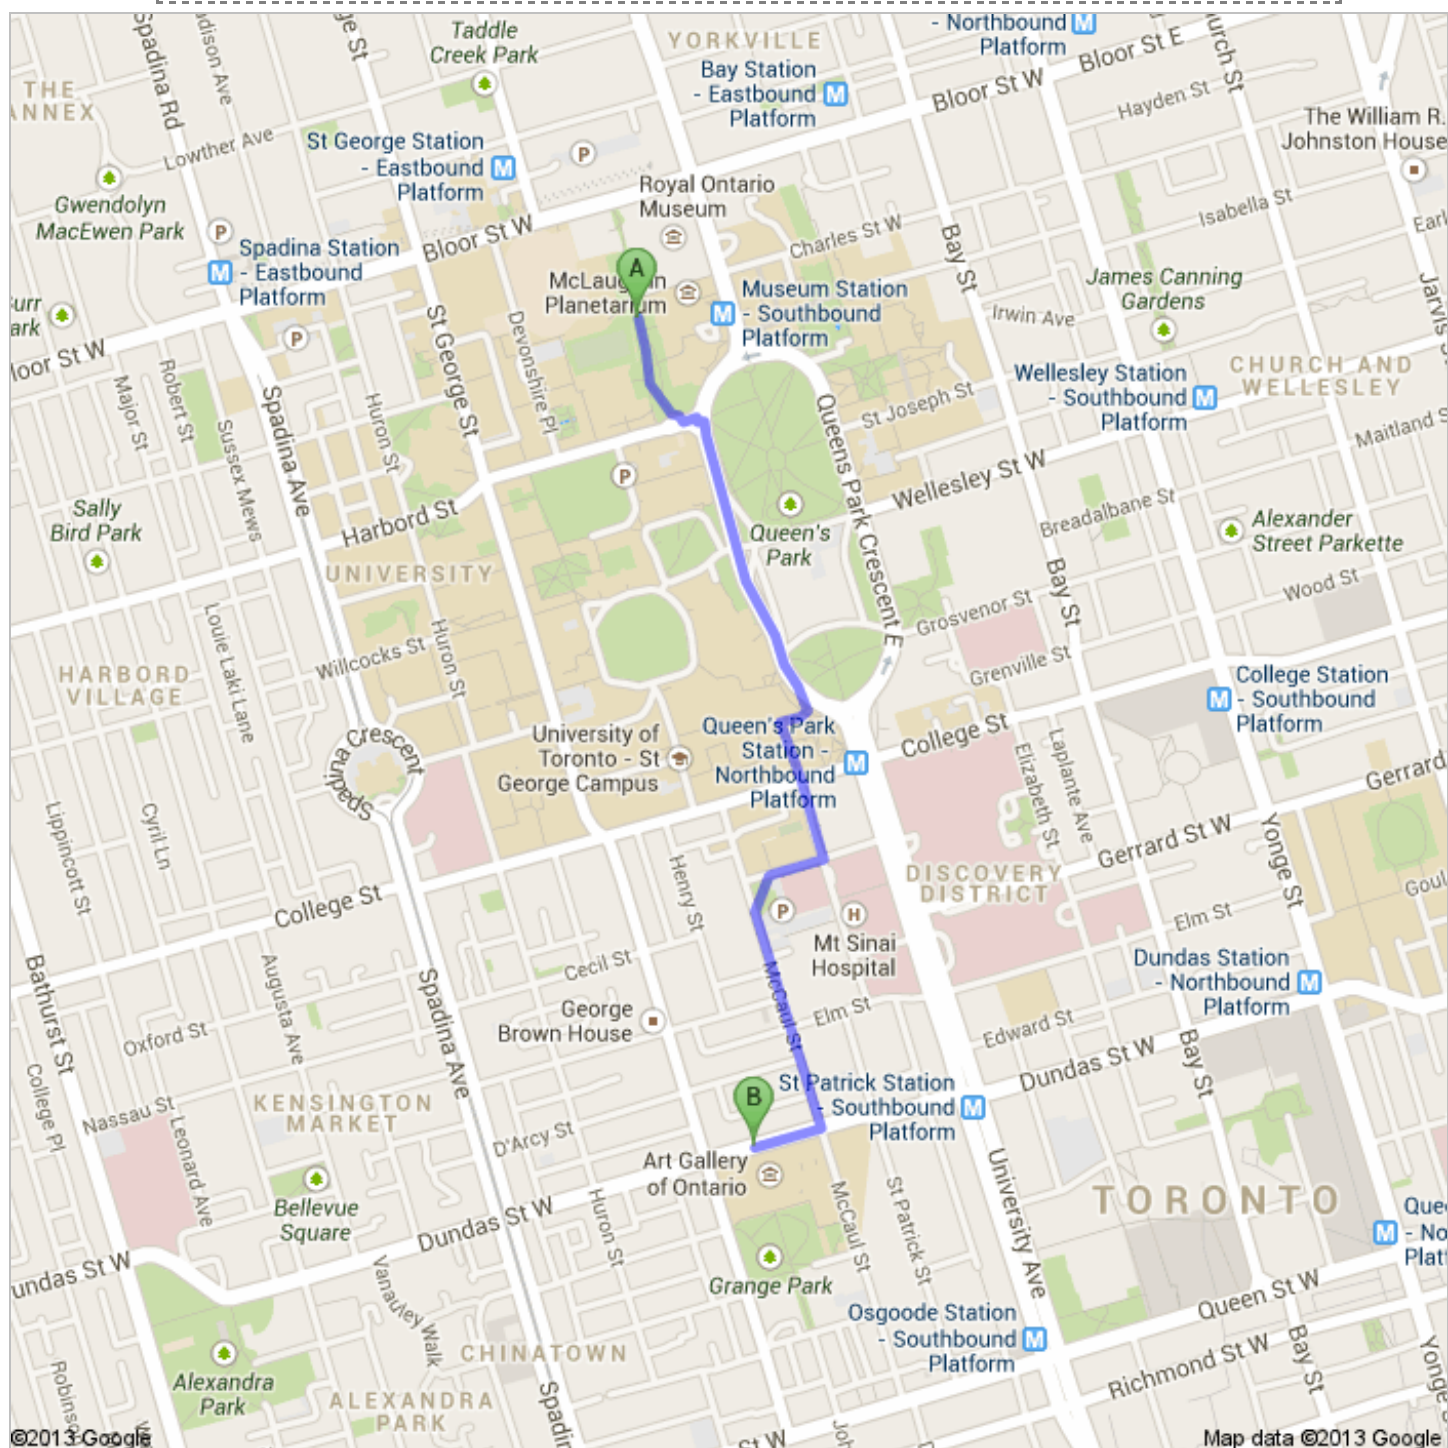 Taddle
Creek Park
YORKVILLE
- Northbound
Platform
Bloor St E
Spadina Rd
Bay Station
- Eastbound
Platform
Bloor St W
Hayden St
THE
The William R.
Johnston House
Lowther Ave
St George Station
- Eastbound
Platform
P
Gwendolyn
MacEwen Park
Royal Ontario
Museum
Isabella St
P
Spadina Station
- Eastbound
Platform
Bloor St W
Charles St W
Bay St
A
McLaughlin
Planetarium
Museum Station
- Southbound
Platform
James Canning
Gardens
Irwin Ave
P
St George St
Devonshire Pl
Major St
Robert St
Spadina Ave
Huron St
Sussex Mews
Wellesley Station
- Southbound
Platform
CHURCH AND
WELLESLEY
St Joseph St
Queens Park Crescent E
Wellesley St W
Harbord St
P
Queen's
Park
Breadalbane St
Alexander
Street Parkette
Sally
Bird Park
UNIVERSITY
Bay St
Wood St
Grosvenor St
Grenville St
Louie Laki Lane
Huron St
Willcocks St
HARBORD
VILLAGE
College Station
- Southbound
Platform
University of
Toronto - St
George Campus
Queen's Park
Station -
Northbound
Platform
College St
Spadina Crescent
Elizabeth St
Laplante Ave
Gerrard
Gerrard St W
Yonge St
Lippincott St
Cyril Ln
DISCOVERY
DISTRICT
Henry St
College St
P
H
Mt Sinai
Hospital
Elm St
Dundas Station
- Northbound
Platform
Bathurst St
Augusta Ave
Spadina Ave
Cecil St
McCaul St
Elm St
George
Brown House
Edward St
Oxford St
Dundas St W
Bay St
College Pl
Nassau St
KENSINGTON
MARKET
B
St Patrick Station
- Southbound
Platform
D'Arcy St
Leonard Ave
Art Gallery
of Ontario
University Ave
TORONTO
Bellevue
Square
Huron St
Dundas St W
McCaul St
St Patrick St
Grange Park
Vanauley Walk
Queen St W
Osgoode Station
- Southbound
Platform
CHINATOWN
Richmond St W
Bay St
Alexandra
Park
ALEXANDRA
PARK
©2013 Google
Map data ©2013 Google